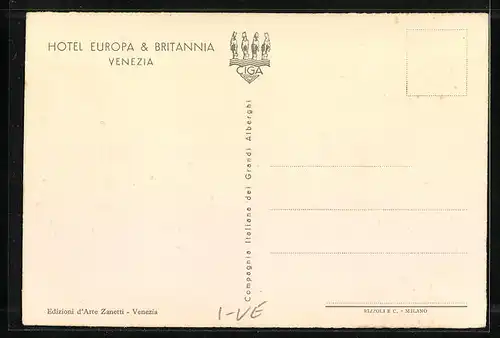 HOTEL EUROPA & BRITANNIA
VENEZIA
CIGA
Compagnia Italiana dei Grandi Alberghi
Edizioni d'Arte Zanetti - Venezia
I-VE
RIZZOLI E C. - MILANO